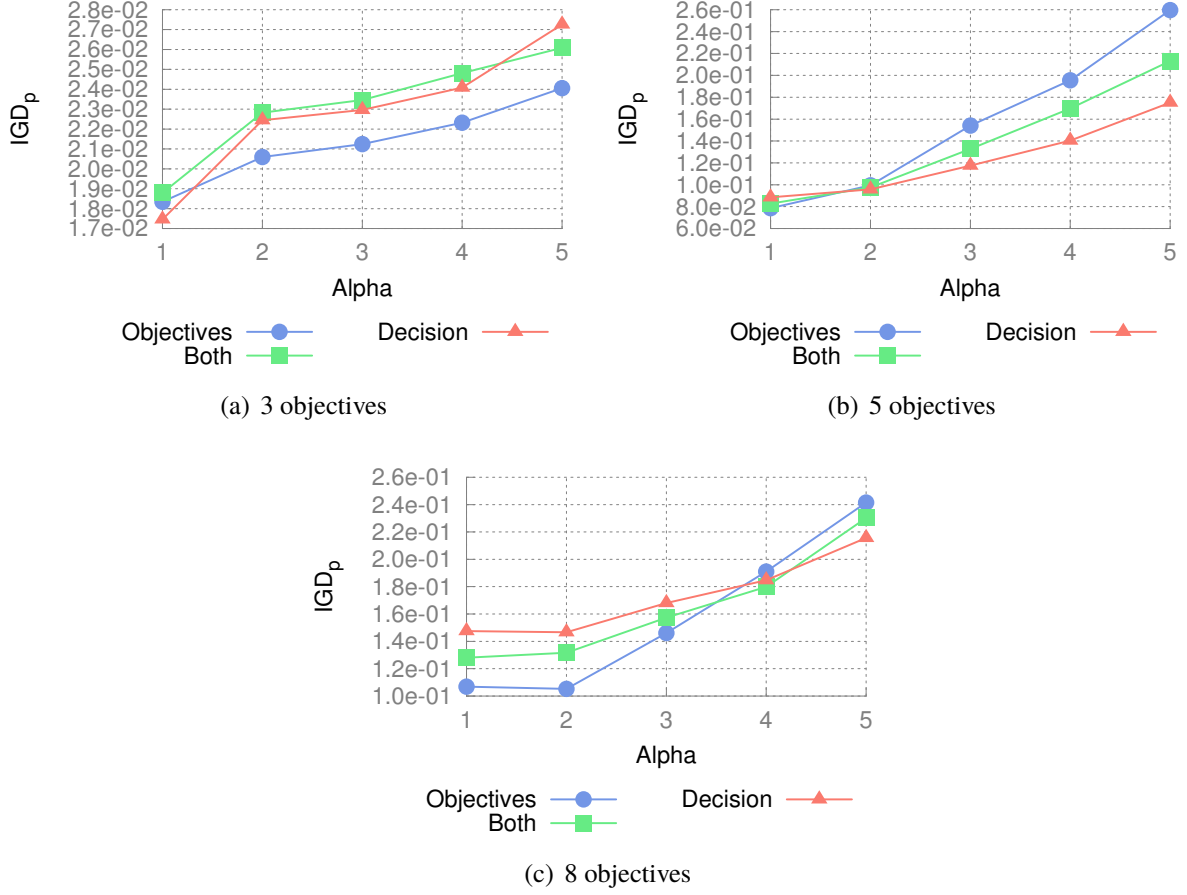 2.8e-02
2.7e-02
2.6e-02
2.5e-02
2.4e-02
2.3e-02
2.2e-02
2.1e-02
2.0e-02
1.9e-02
1.8e-02
1.7e-02
IGDp
1 2 3 4 5
Alpha
Objectives Decision
Both
(a) 3 objectives
2.6e-01
2.4e-01
2.2e-01
2.0e-01
1.8e-01
1.6e-01
1.4e-01
1.2e-01
1.0e-01
8.0e-02
6.0e-02
IGDp
1 2 3 4 5
Alpha
Objectives Decision
Both
(b) 5 objectives
2.6e-01
2.4e-01
2.2e-01
2.0e-01
1.8e-01
1.6e-01
1.4e-01
1.2e-01
1.0e-01
IGDp
1 2 3 4 5
Alpha
Objectives Decision
Both
(c) 8 objectives